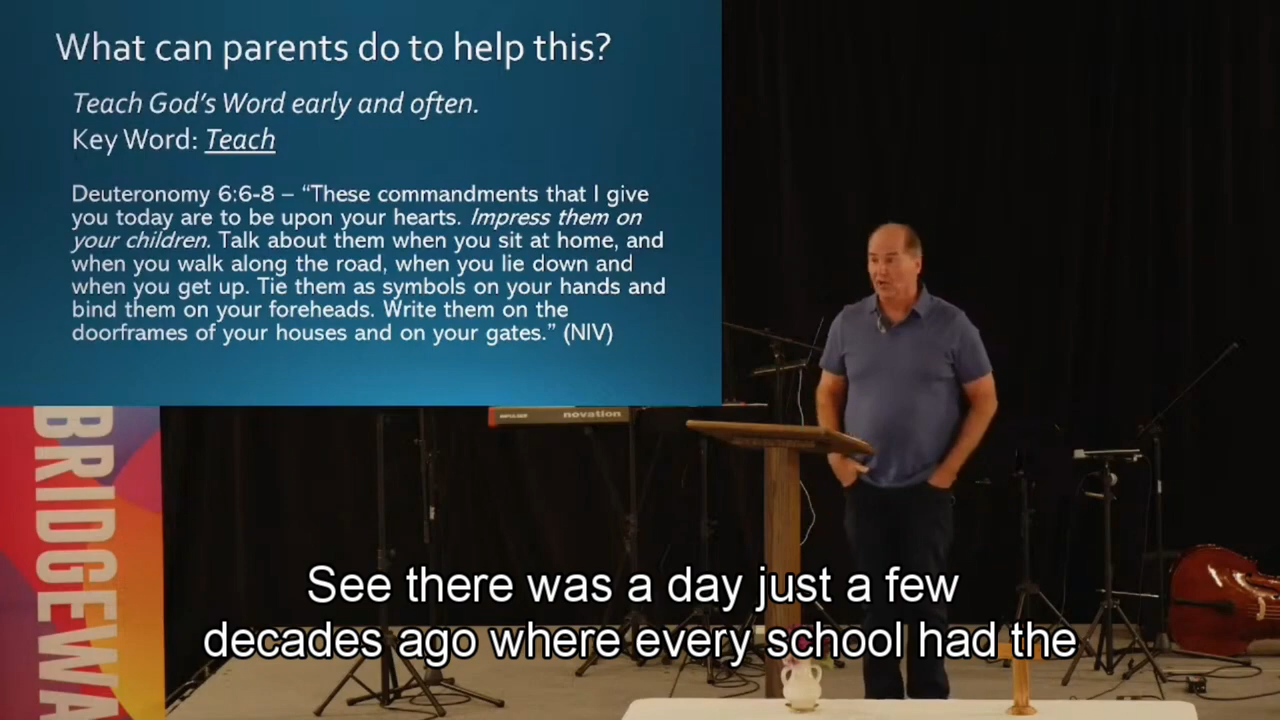 What can parents do to help this?
Teach God's Word early and often.
Key Word: Teach
Deuteronomy 6:6-8 – “These commandments that I give
you today are to be upon your hearts. Impress them on
your children. Talk about them when you sit at home, and
when you walk along the road, when you lie down and
when you get up. Tie them as symbols on your hands and
bind them on your foreheads. Write them on the
doorframes of your houses and on your gates.” (NIV)
novation
BRIDGEWA
See there was a day just a few
decades ago where every school had the